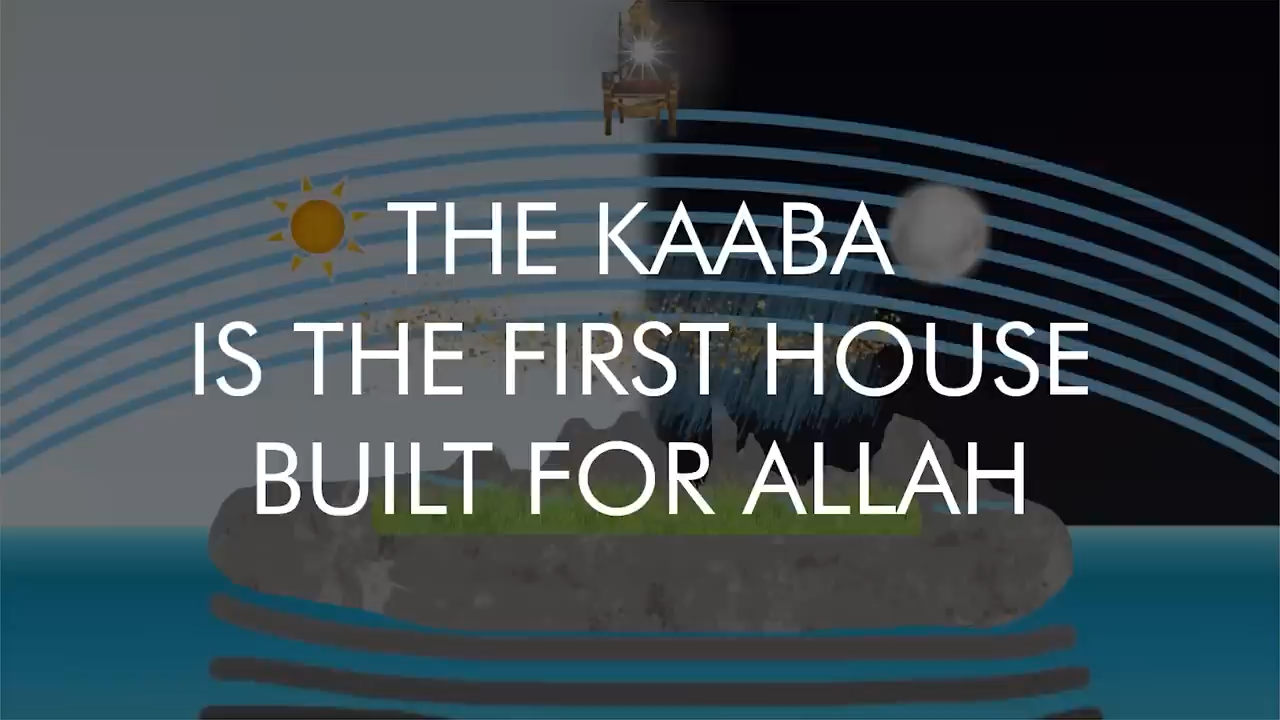 THE KAABA
IS THE FIRST HOUSE
BUILT FOR ALLAH